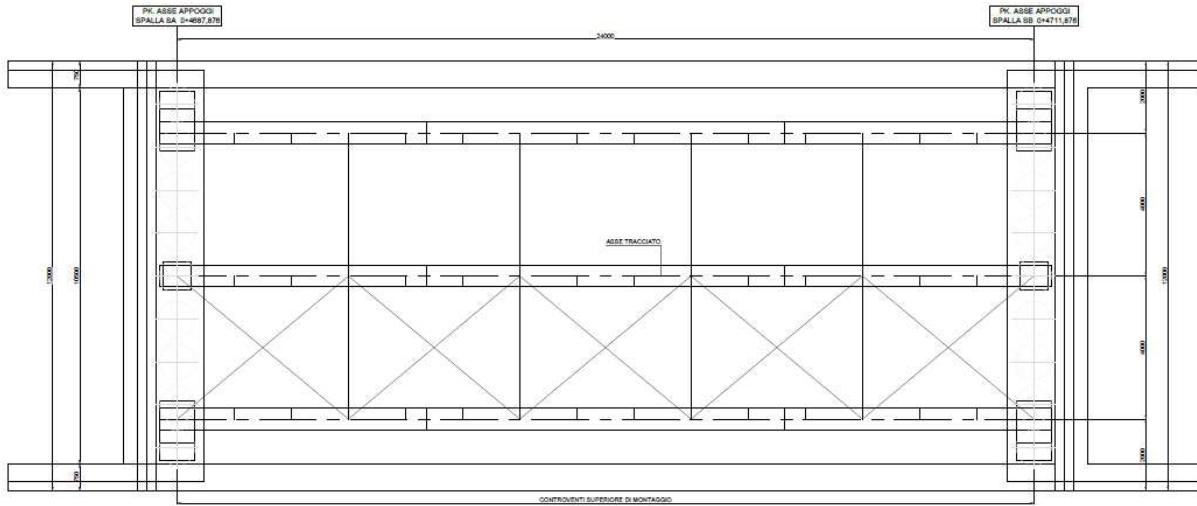 PK. ASSE APPOGGI
SPALLA SA 0+4687,876
PK. ASSE APPOGGI
SPALLA SB 0+4711,876
24000
750
2000
ASSE TRACCIATO
4000
12000
10500
12000
4000
750
2000
CONTROVENTI SUPERIORE DI MONTAGGIO